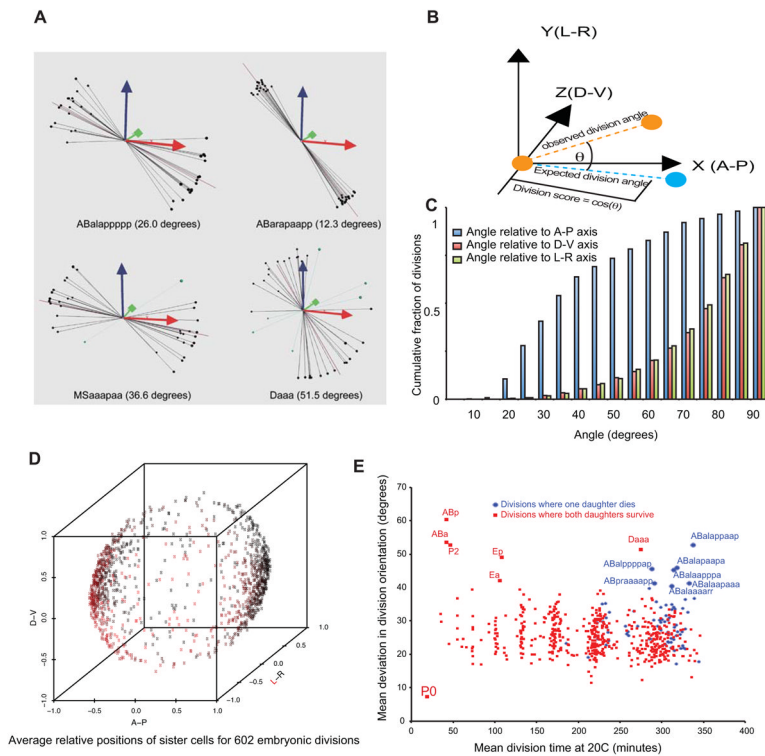 A
ABalappppp (26.0 degrees)
ABarapaapp (12.3 degrees)
MSaaapaa (36.6 degrees)
Daaa (51.5 degrees)
B
Y(L-R)
Z(D-V)
observed division angle
θ
X (A-P)
Expected division angle
Division score = cos(θ)
C
Cumulative fraction of divisions
1
0.5
Angle relative to A-P axis
Angle relative to D-V axis
Angle relative to L-R axis
10 20 30 40 50 60 70 80 90
Angle (degrees)
D
D-V
1.0
0.5
0.0
-0.5
-1.0
-1.0 -0.5 0.0 0.5 1.0
A-P
-1.0
-0.5
0.0
0.5
1.0
L-R
Average relative positions of sister cells for 602 embryonic divisions
E
Mean deviation in division orientation (degrees)
70
60
50
40
30
20
10
0
Divisions where one daughter dies
Divisions where both daughters survive
ABp
ABa
P2
Ep
Ea
Daaa
ABalappaap
ABalpppppap
ABalapaapa
ABpraaaapp
ABalaapppa
ABalaapaaa
ABalaaaarr
P0
0 50 100 150 200 250 300 350 400
Mean division time at 20C (minutes)